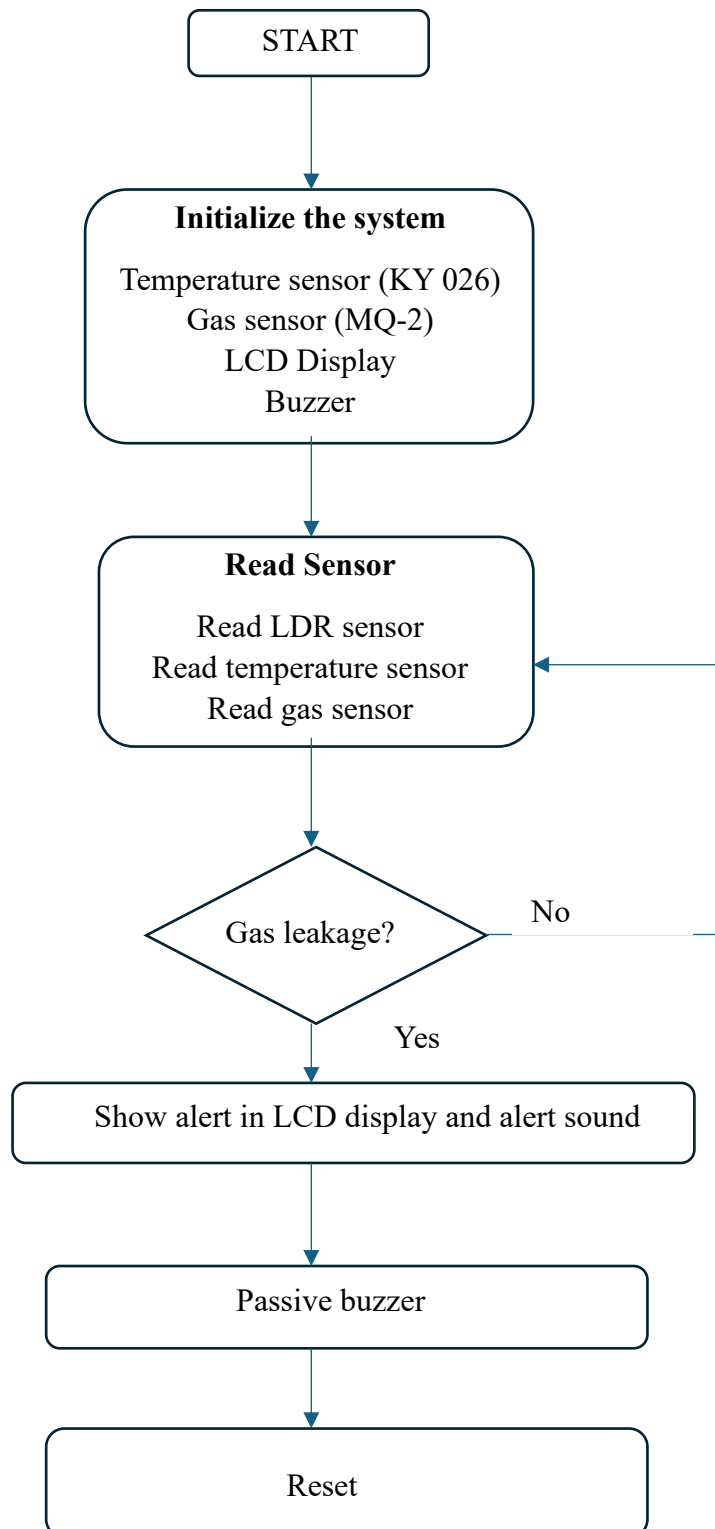 START
Initialize the system
Temperature sensor (KY 026)
Gas sensor (MQ-2)
LCD Display
Buzzer
Read Sensor
Read LDR sensor
Read temperature sensor
Read gas sensor
Gas leakage?
No
Yes
Show alert in LCD display and alert sound
Passive buzzer
Reset